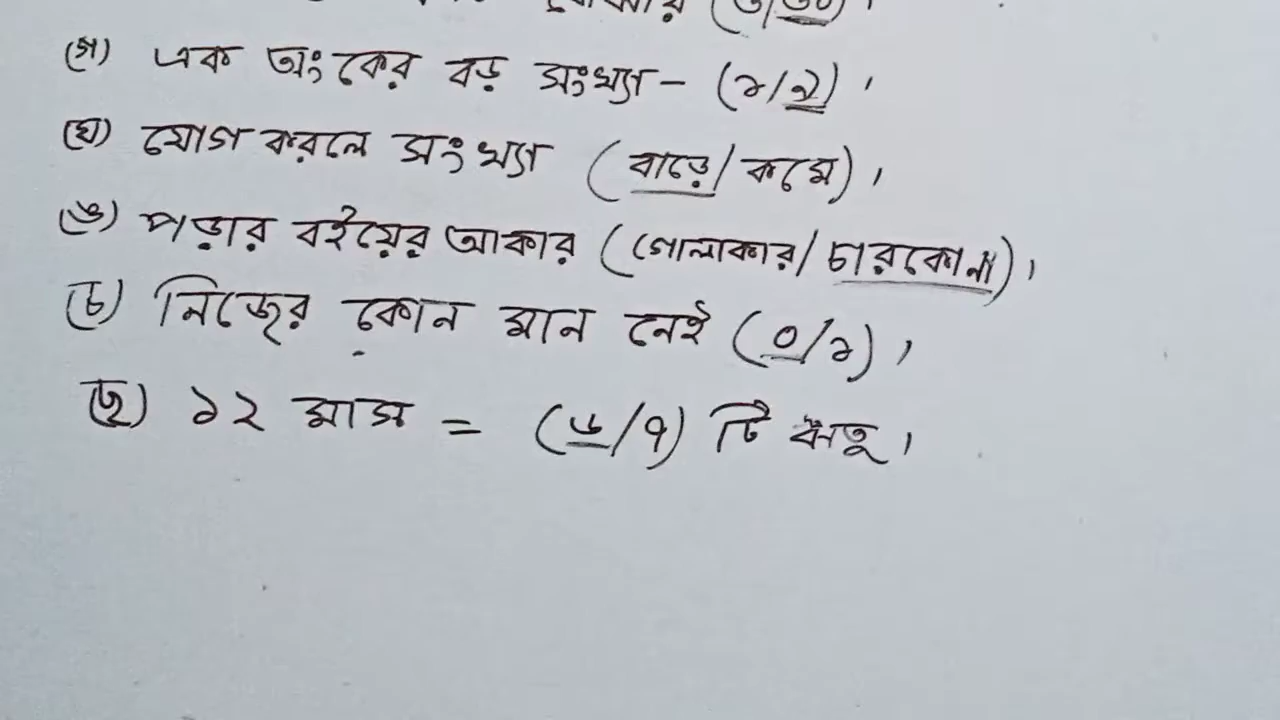 (গ) এক অংকের বড় সংখ্যা - (১/৯)।
(ঘ) যোগ করলে সংখ্যা (বাড়ে/কমে)।
(ঙ) পড়ার বইয়ের আকার (গোলাকার/চারকোনা)।
(চ) নিজের কোন মান নেই (০/১)।
(ছ) ১২ মাস = (৬/৭) টি ঋতু।